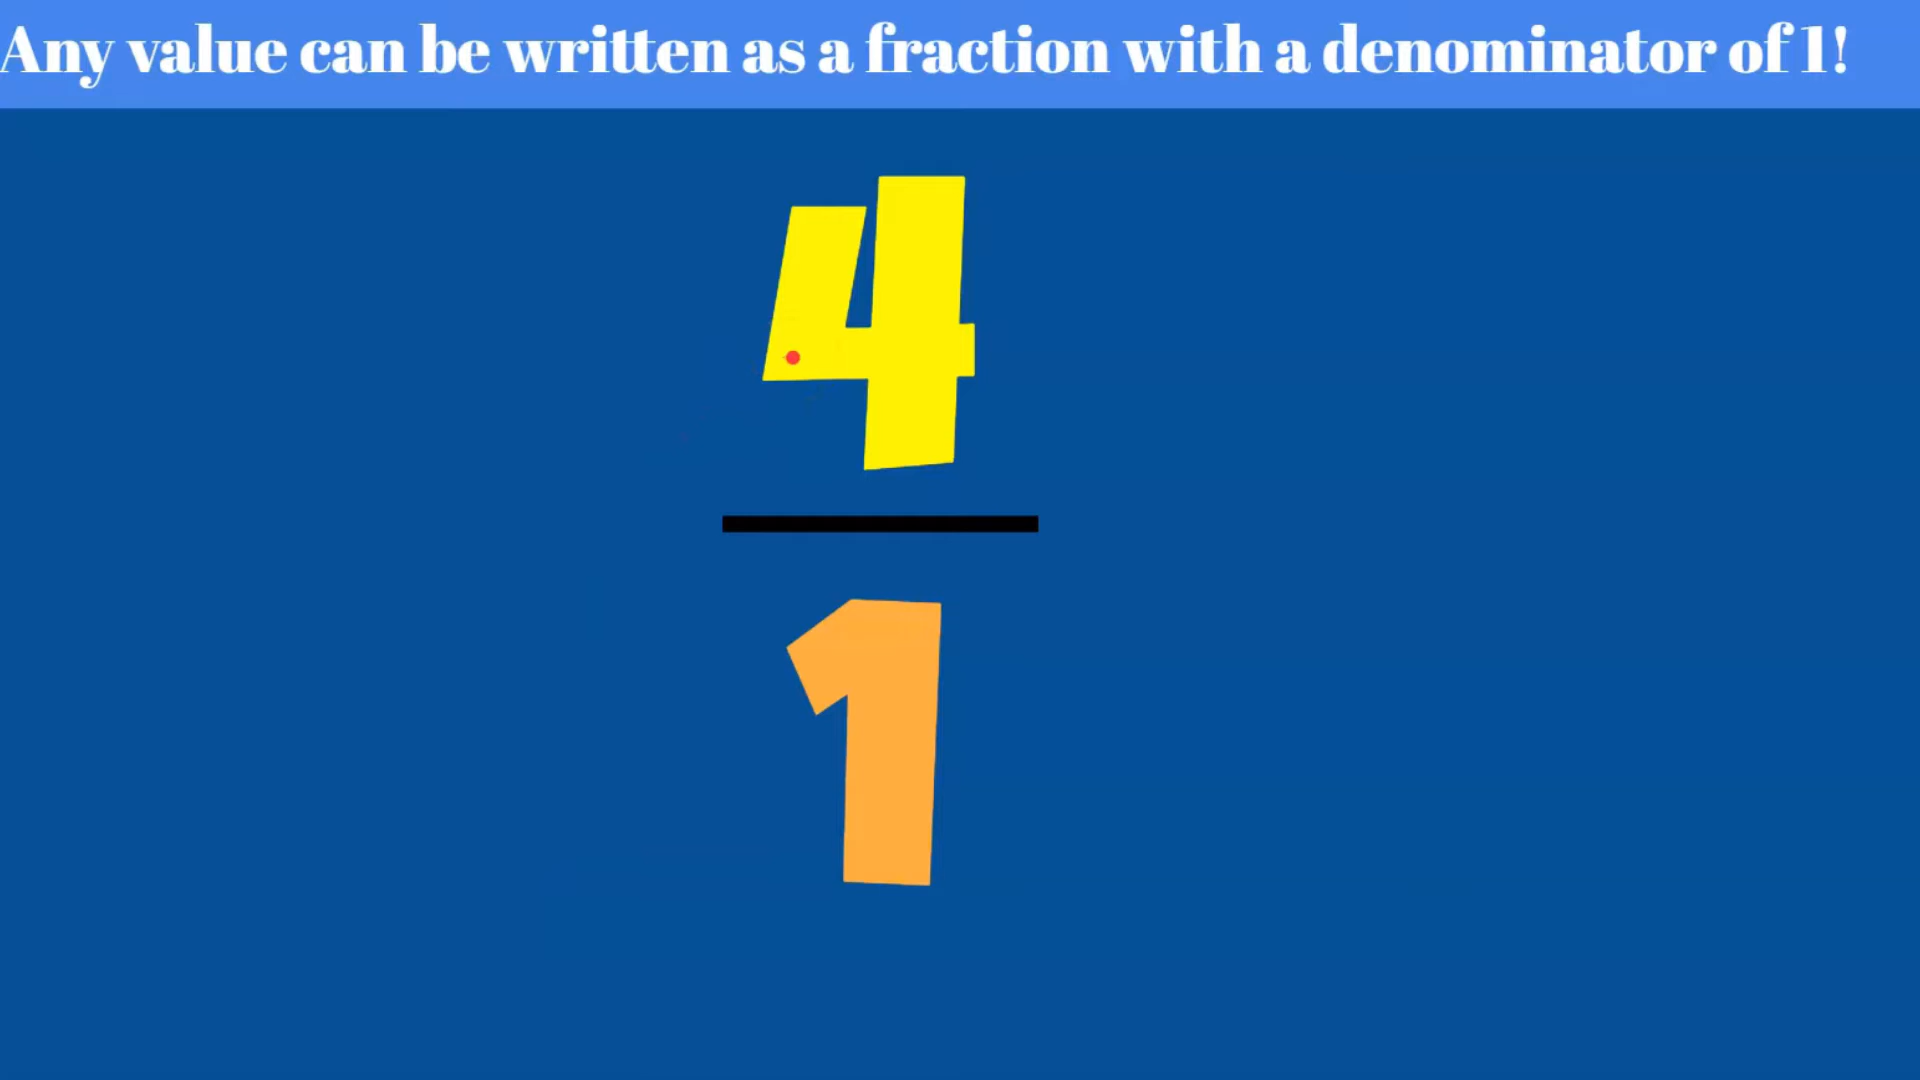 Any value can be written as a fraction with a denominator of 1!
4
1